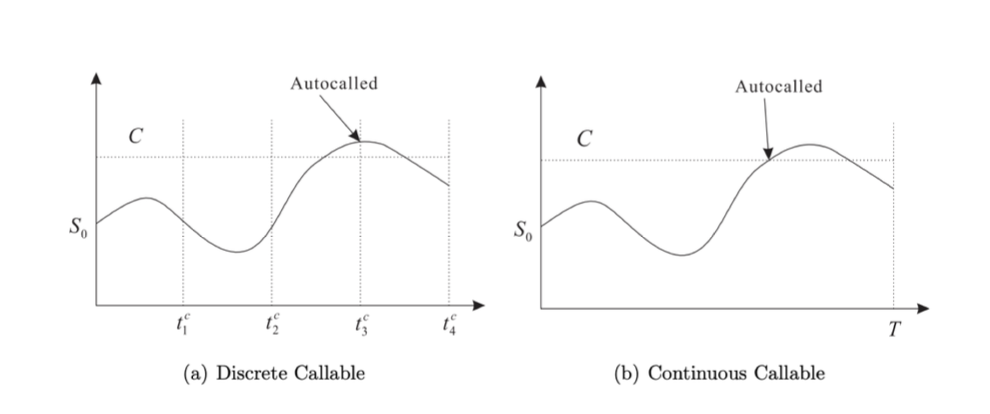 Autocalled
C
S₀
t₁ᶜ t₂ᶜ t₃ᶜ t₄ᶜ
(a) Discrete Callable
Autocalled
C
S₀
T
(b) Continuous Callable